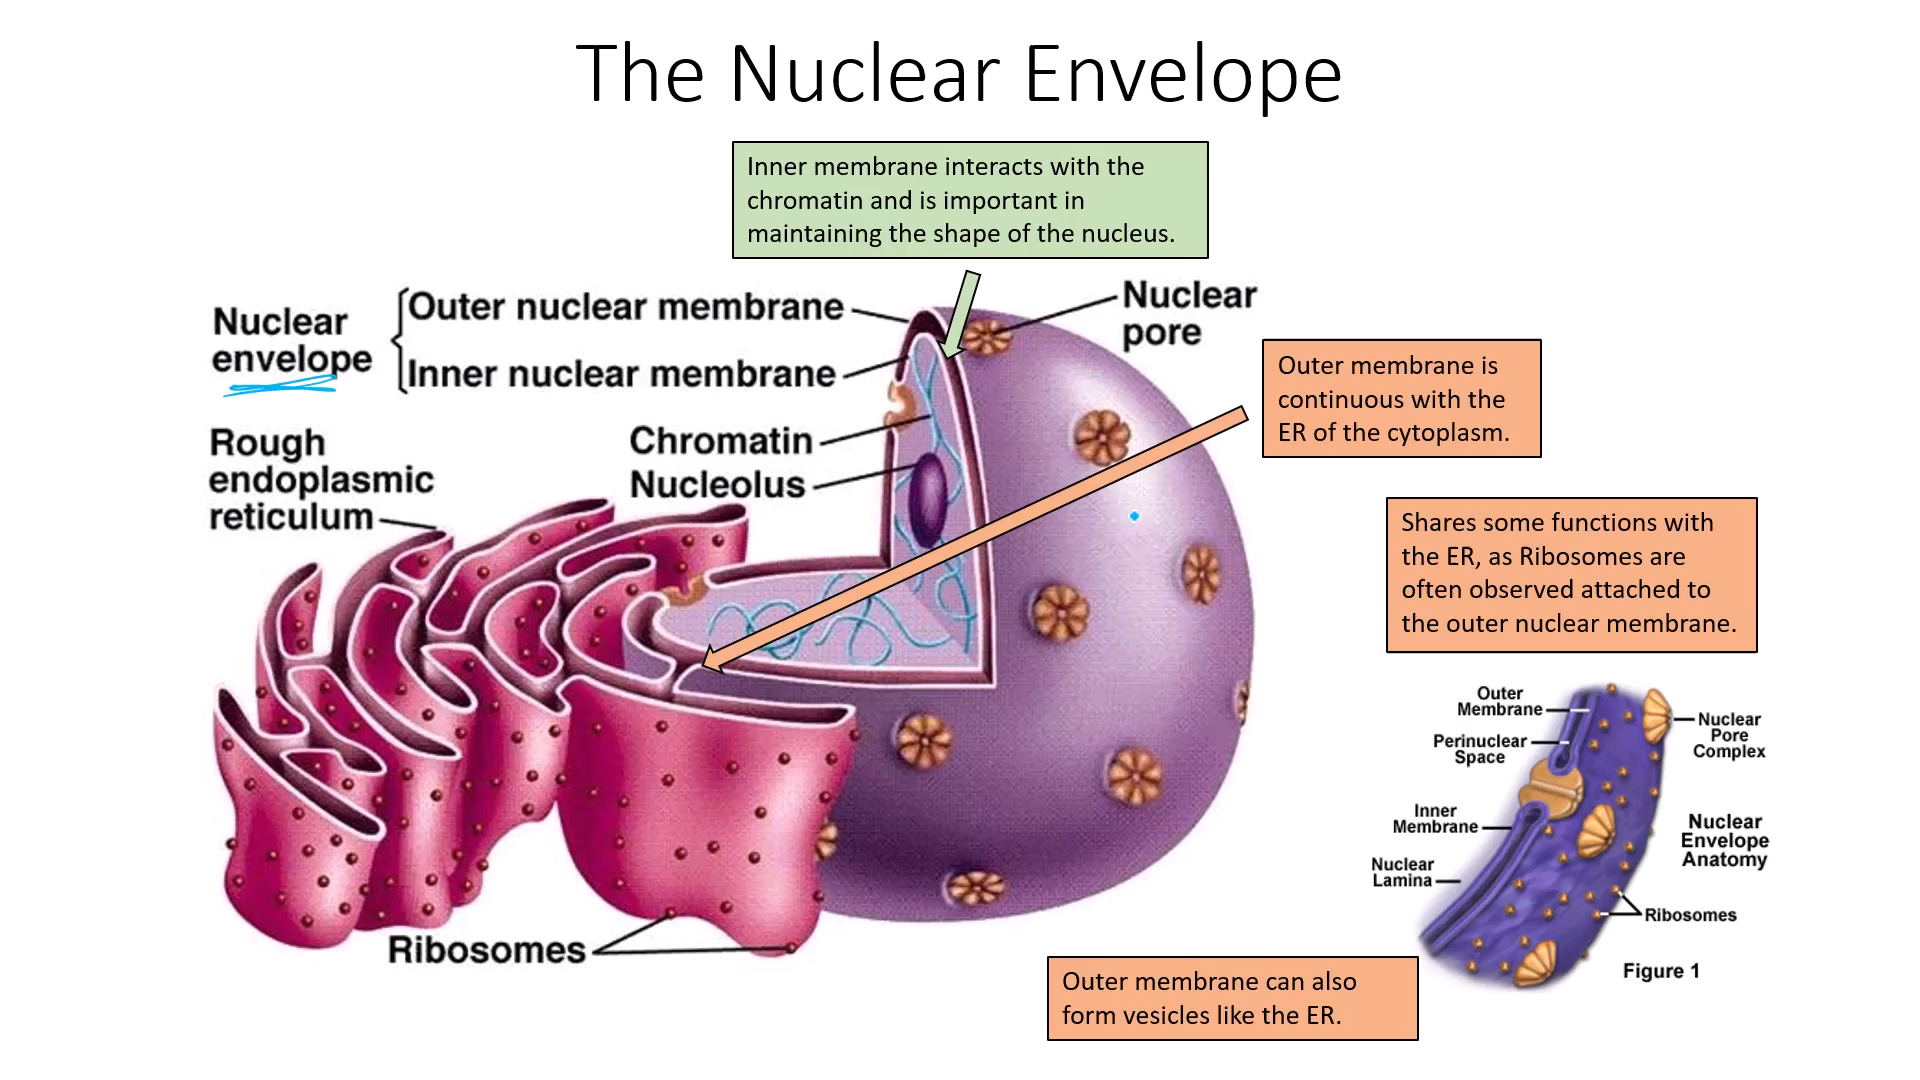 The Nuclear Envelope
Inner membrane interacts with the
chromatin and is important in
maintaining the shape of the nucleus.
Nuclear
envelope
Outer nuclear membrane
Inner nuclear membrane
Nuclear
pore
Outer membrane is
continuous with the
ER of the cytoplasm.
Rough
endoplasmic
reticulum
Chromatin
Nucleolus
Shares some functions with
the ER, as Ribosomes are
often observed attached to
the outer nuclear membrane.
Outer
Membrane
Perinuclear
Space
Nuclear
Pore
Complex
Inner
Membrane
Nuclear
Envelope
Anatomy
Nuclear
Lamina
Ribosomes
Figure 1
Ribosomes
Outer membrane can also
form vesicles like the ER.